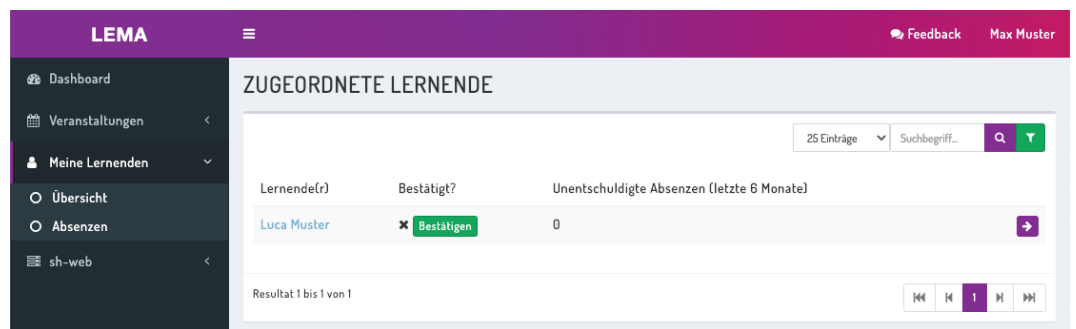 LEMA
Feedback
Max Muster
Dashboard
Veranstaltungen
Meine Lernenden
Übersicht
Absenzen
sh-web
ZUGEORDNETE LERNENDE
25 Einträge Suchbegriff...
Lernende(r) Bestätigt? Unentschuldigte Absenzen (letzte 6 Monate)
Luca Muster Bestätigen 0
Resultat 1 bis 1 von 1
1